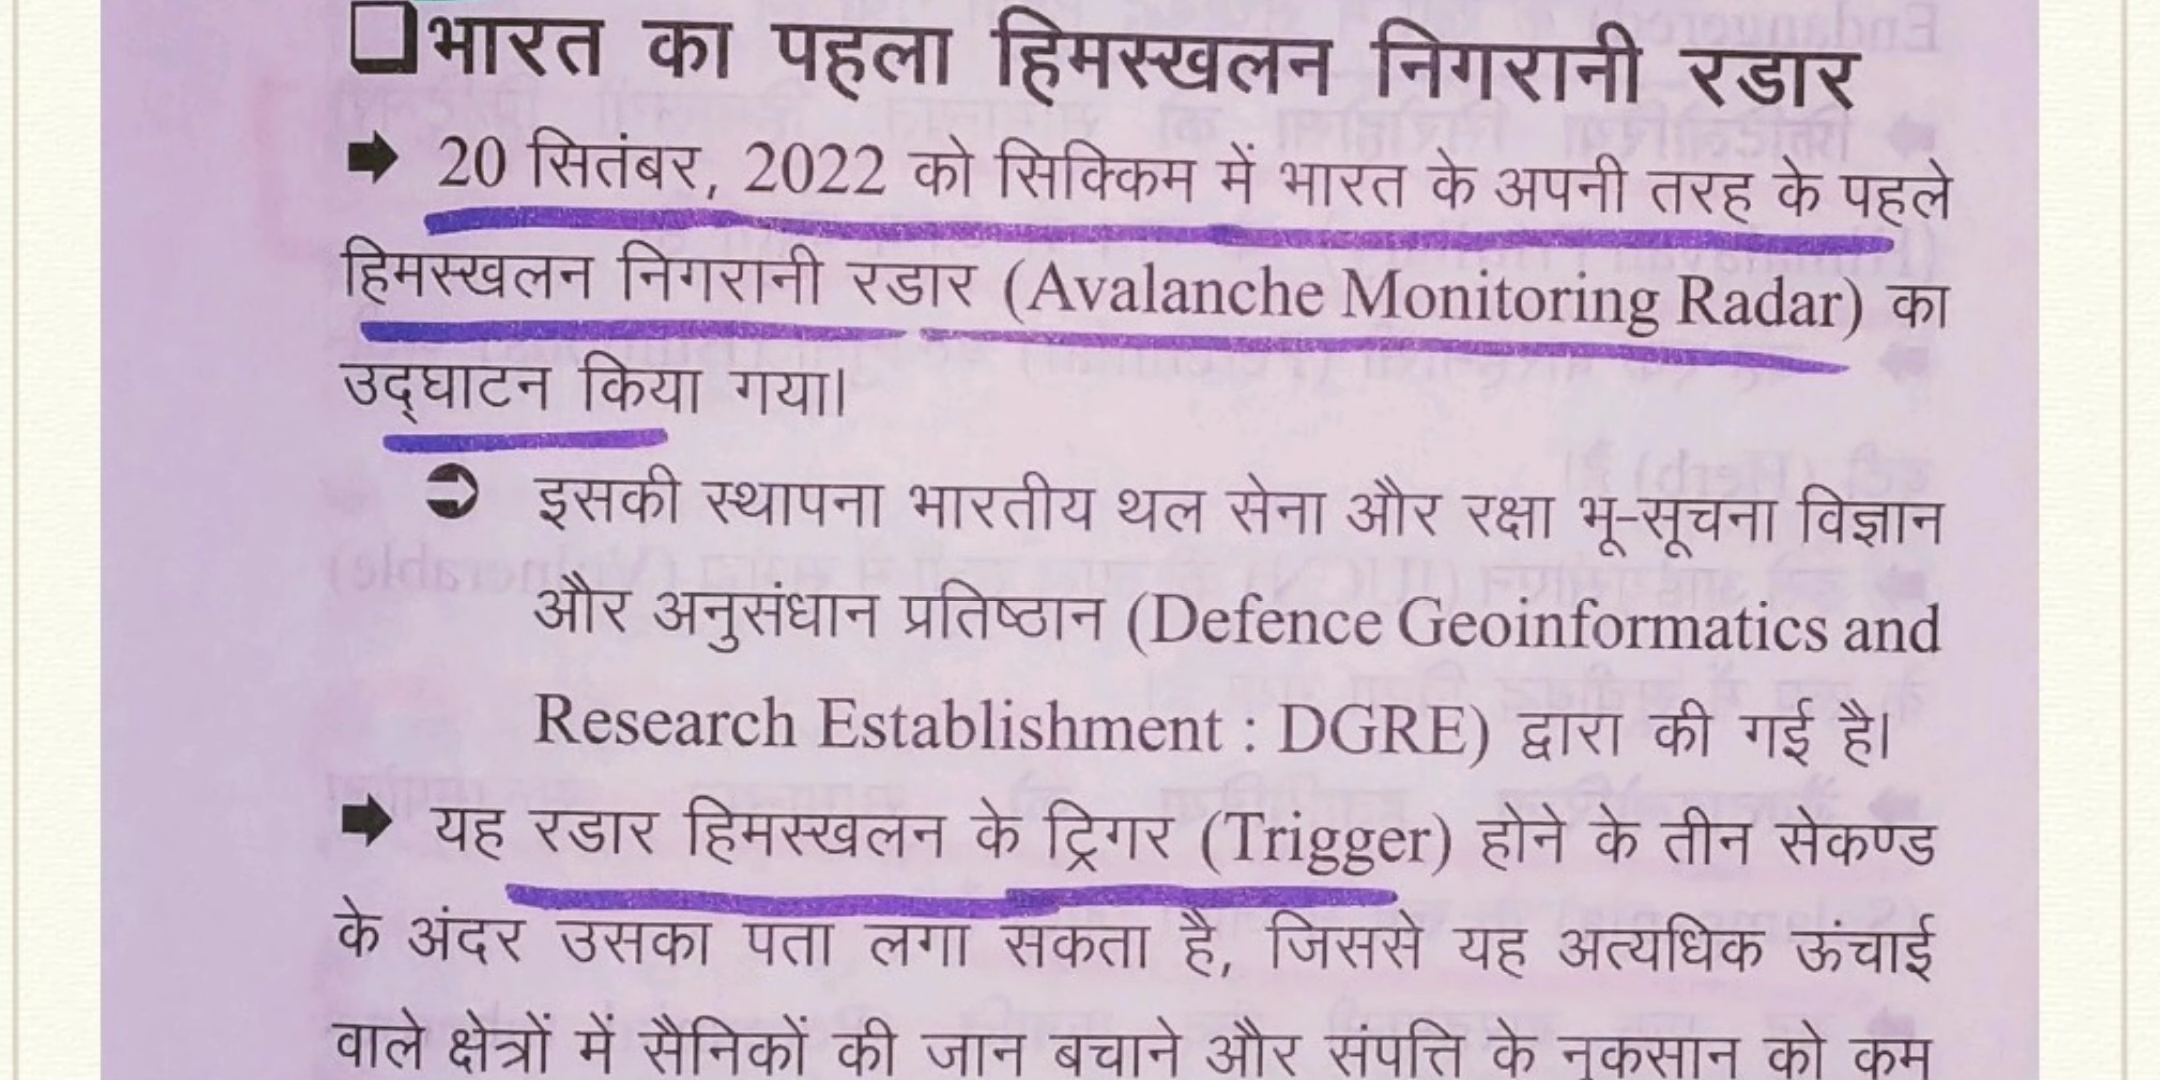 ❑भारत का पहला हिमस्खलन निगरानी रडार
➡ 20 सितंबर, 2022 को सिक्किम में भारत के अपनी तरह के पहले
हिमस्खलन निगरानी रडार (Avalanche Monitoring Radar) का
उद्‌घाटन किया गया।
➲ इसकी स्थापना भारतीय थल सेना और रक्षा भू-सूचना विज्ञान
और अनुसंधान प्रतिष्ठान (Defence Geoinformatics and
Research Establishment : DGRE) द्वारा की गई है।
➡ यह रडार हिमस्खलन के ट्रिगर (Trigger) होने के तीन सेकण्ड
के अंदर उसका पता लगा सकता है, जिससे यह अत्यधिक ऊंचाई
वाले क्षेत्रों में सैनिकों की जान बचाने और संपत्ति के नुकसान को कम